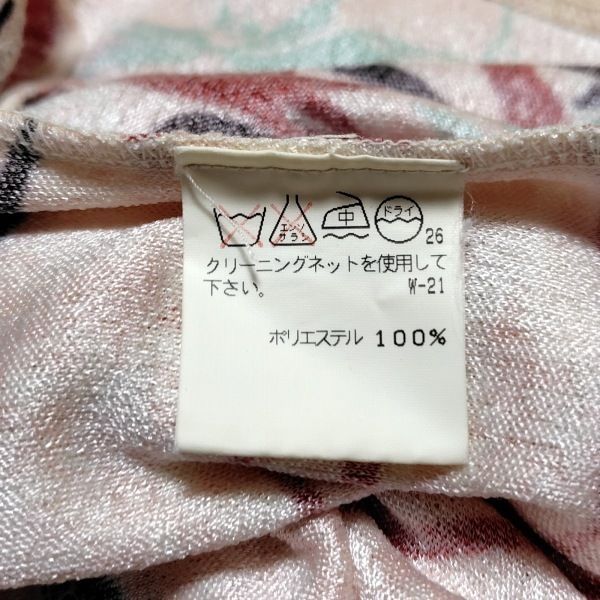 エンソ
サラシ
中
ドライ
26
クリーニングネットを使用して
下さい。 W-21
ポリエステル 100%